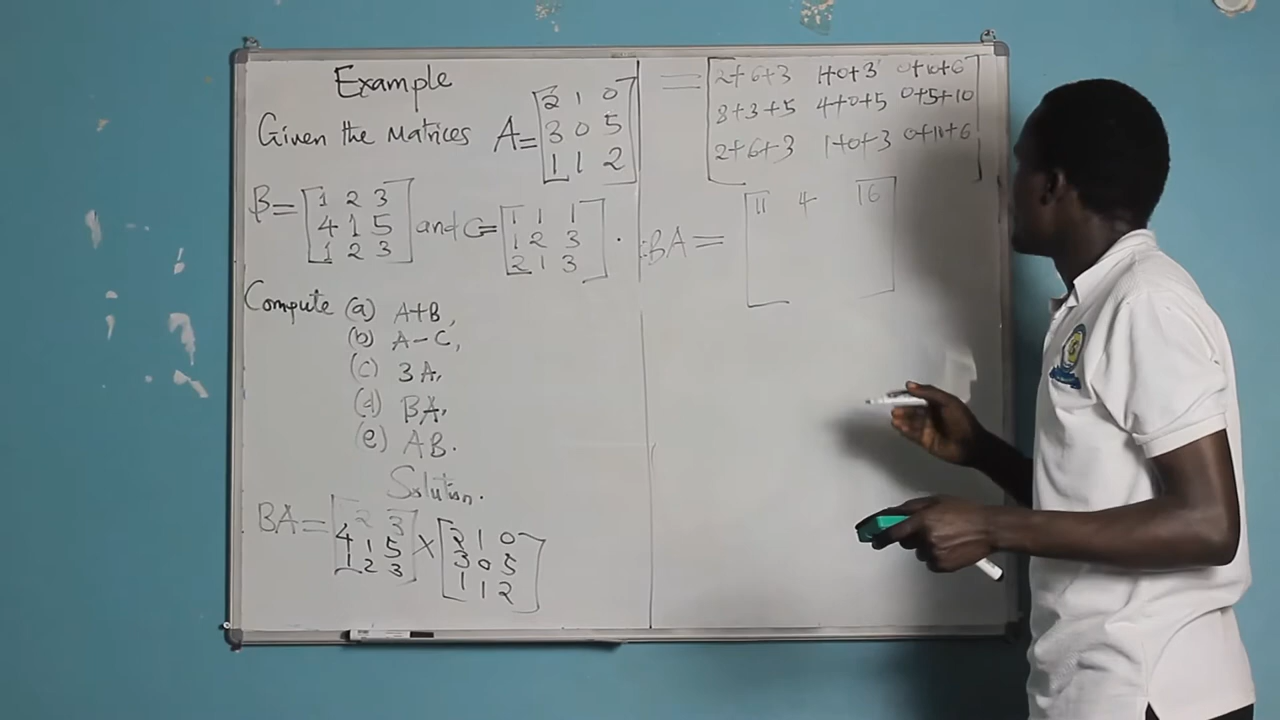 Example
Given the Matrices A= [2 1 0
3 0 5
1 1 2]
B= [1 2 3
4 1 5
1 2 3] and C= [1 1 1
1 2 3
2 1 3] .
Compute (a) A+B,
(b) A-C,
(c) 3A,
(d) BA,
(e) AB.
Solution.
BA= [ 2 3
4 1 5
1 2 3] × [2 1 0
3 0 5
1 1 2]
= [2+6+3 1+0+3 0+10+6
8+3+5 4+0+5 0+5+10
2+6+3 1+0+3 0+10+6]
BA = [11 4 16]